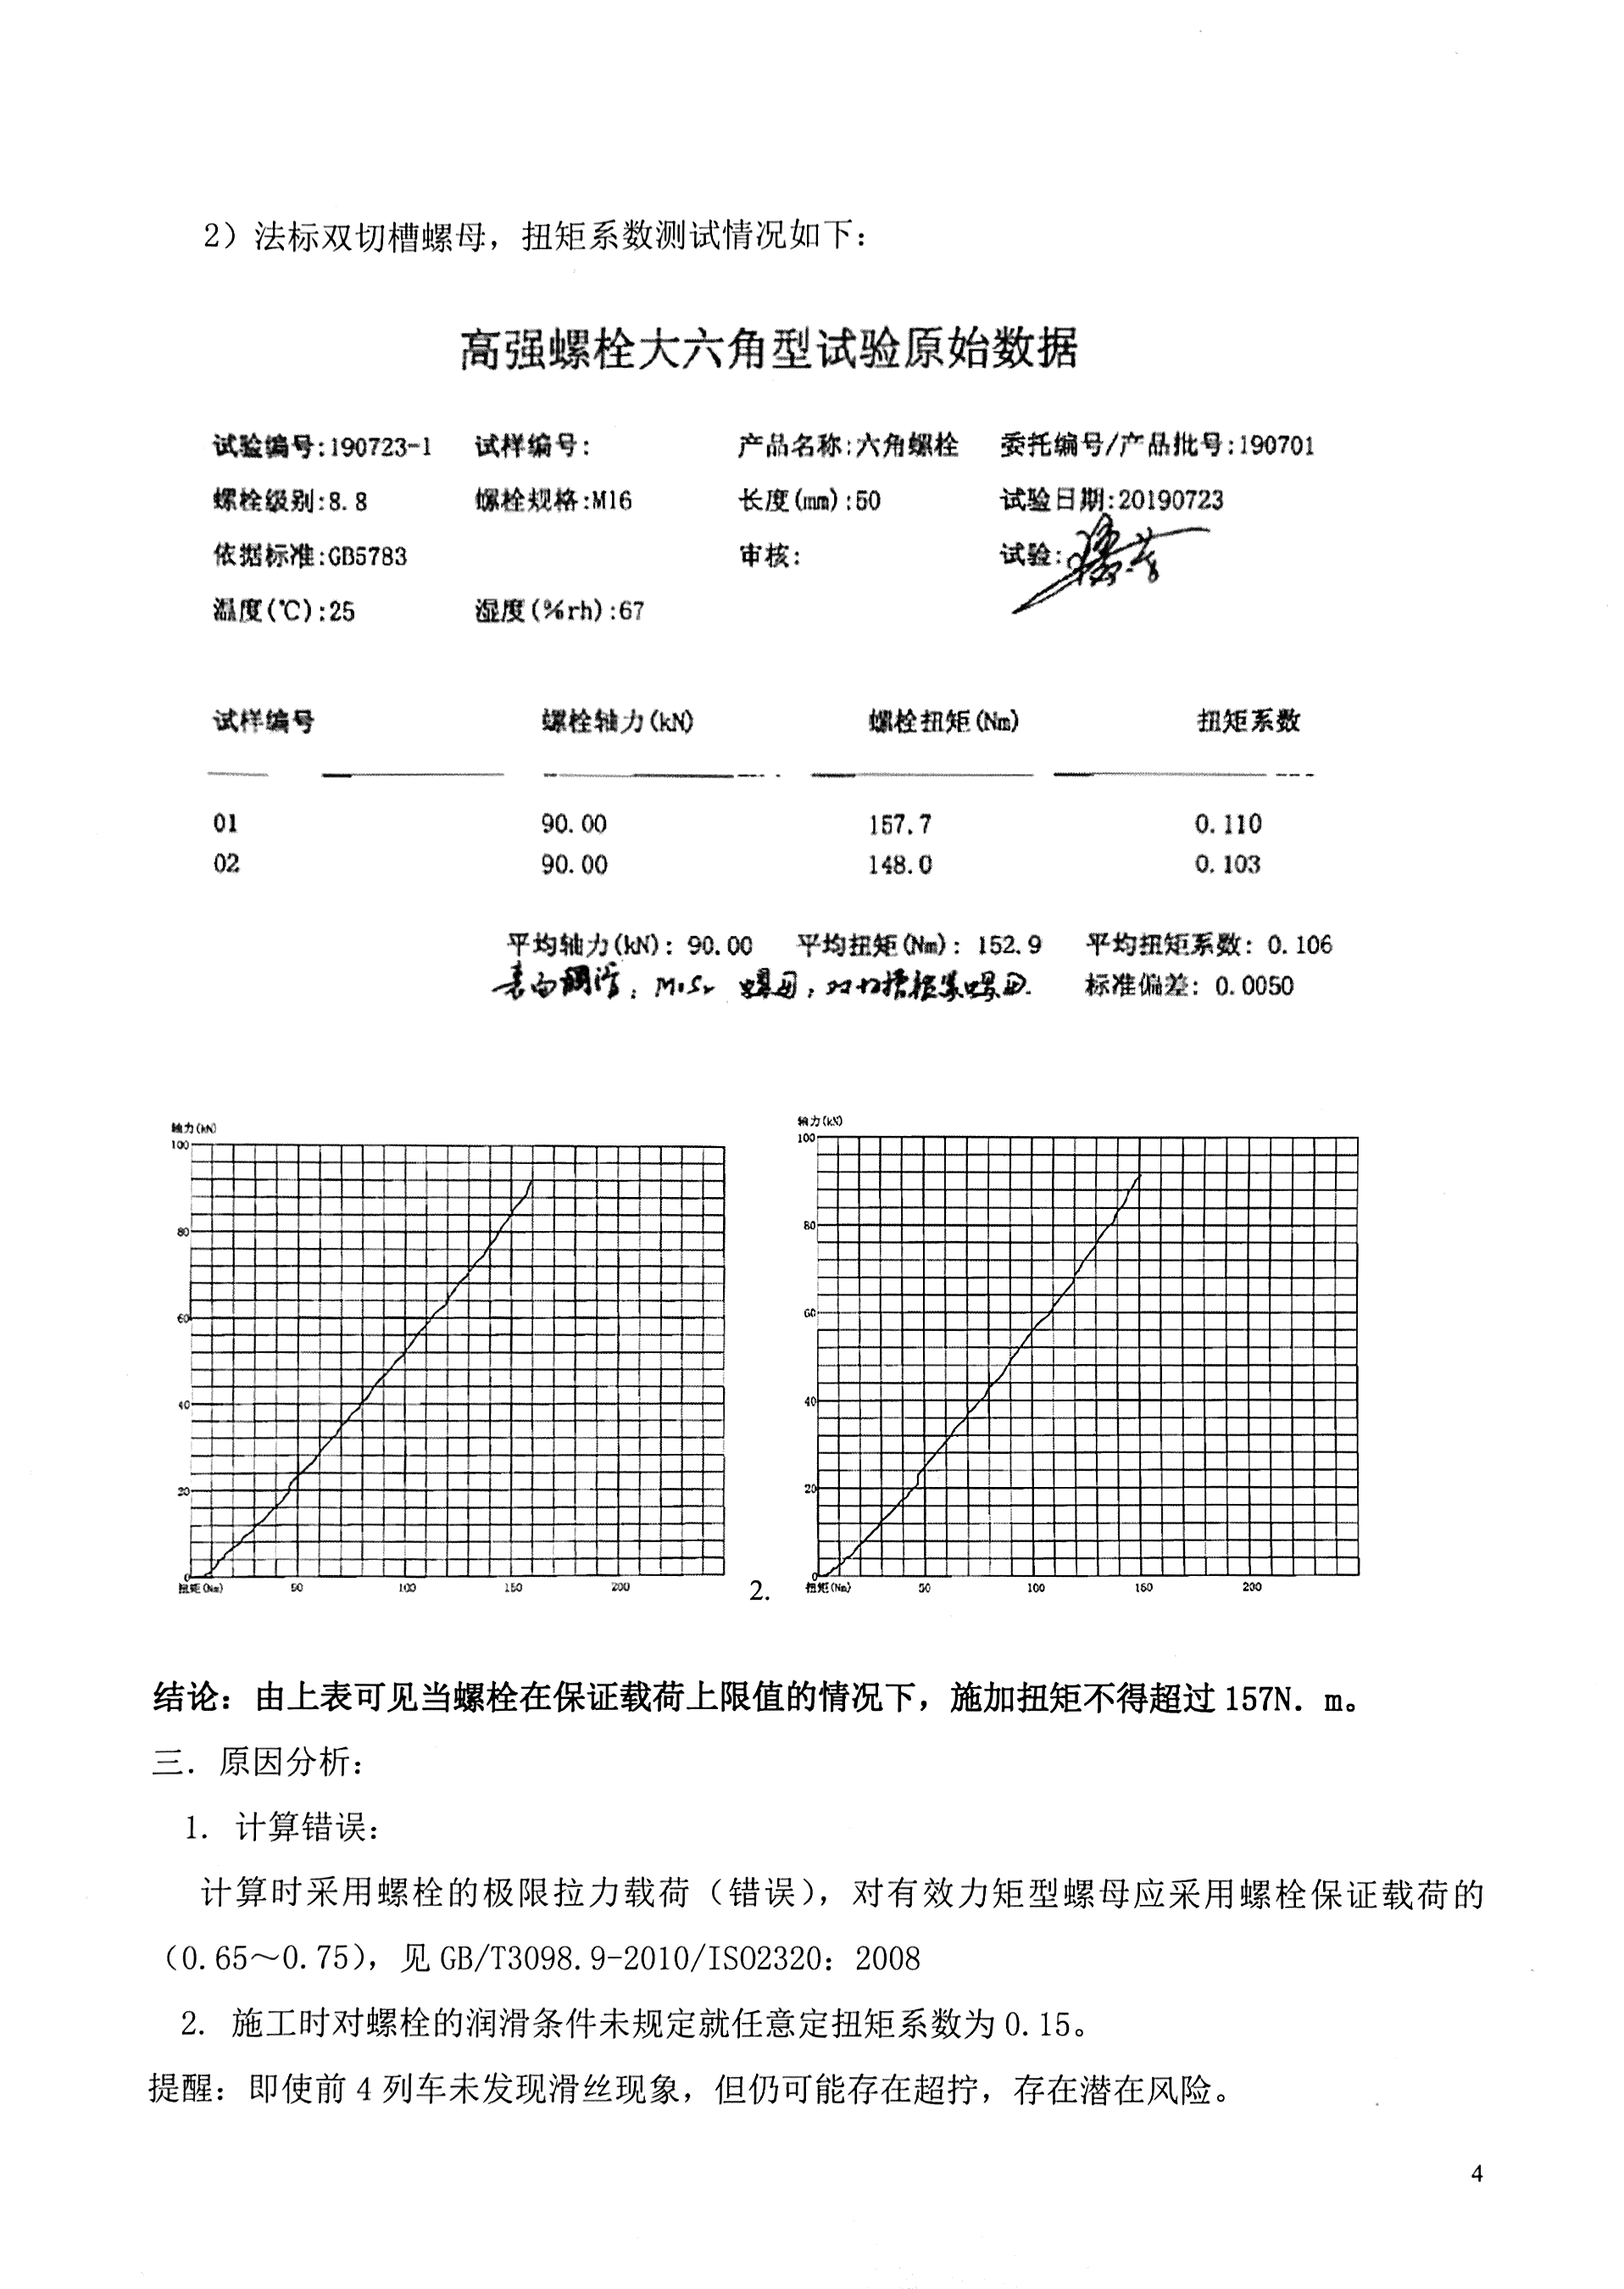 2）法标双切槽螺母，扭矩系数测试情况如下：
高强螺栓大六角型试验原始数据
试验编号:190723-1 试样编号: 产品名称:六角螺栓 委托编号/产品批号:190701
螺栓级别:8.8 螺栓规格:M16 长度(mm):50 试验日期:20190723
依据标准:GB5783 审核: 试验:
温度(℃):25 湿度(%rh):67
试样编号 螺栓轴力(kN) 螺栓扭矩(Nm) 扭矩系数
01 90.00 157.7 0.110
02 90.00 148.0 0.103
平均轴力(kN): 90.00 平均扭矩(Nm): 152.9 平均扭矩系数: 0.106
表面润滑: MoS₂ 螺母, 双切槽 螺母. 标准偏差: 0.0050
轴力(kN)
100
80
60
40
20
0
扭矩(Nm) 50 100 150 200
2.
轴力(kN)
100
80
60
40
20
0
扭矩(Nm) 50 100 150 200
结论：由上表可见当螺栓在保证载荷上限值的情况下，施加扭矩不得超过 157N. m。
三. 原因分析：
1. 计算错误：
计算时采用螺栓的极限拉力载荷（错误），对有效力矩型螺母应采用螺栓保证载荷的
（0.65～0.75），见 GB/T3098.9-2010/ISO2320：2008
2. 施工时对螺栓的润滑条件未规定就任意定扭矩系数为 0.15。
提醒：即使前 4 列车未发现滑丝现象，但仍可能存在超拧，存在潜在风险。
4